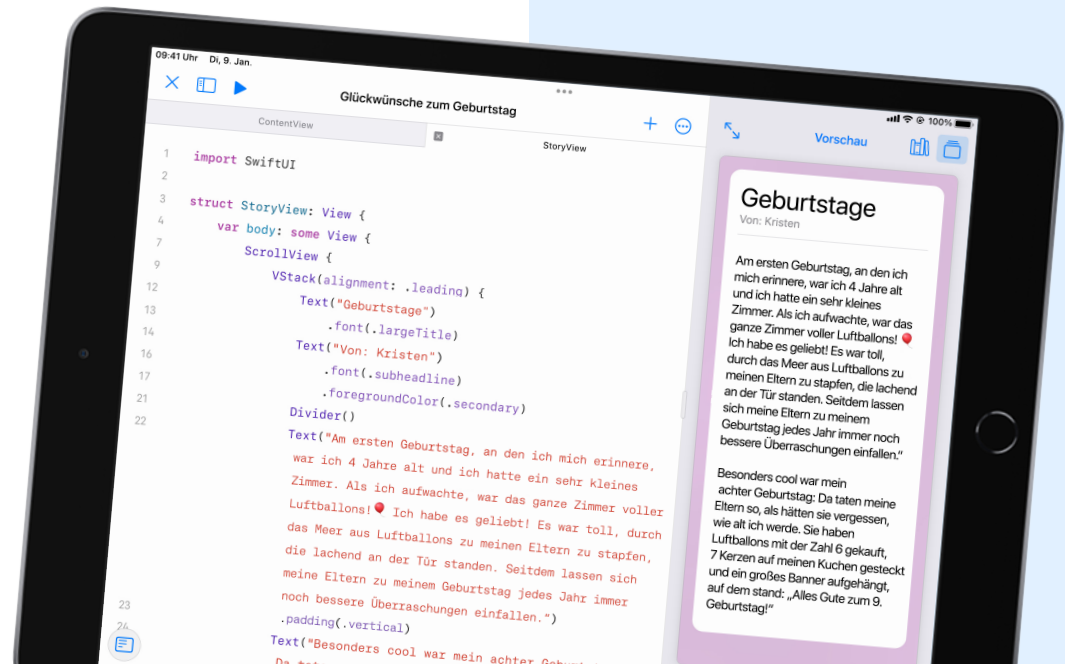 09:41 Uhr Di, 9. Jan.
100%
Glückwünsche zum Geburtstag
Vorschau
ContentView
StoryView
1 import SwiftUI
2
3 struct StoryView: View {
4 var body: some View {
7 ScrollView {
9 VStack(alignment: .leading) {
12 Text("Geburtstage")
13 .font(.largeTitle)
14 Text("Von: Kristen")
16 .font(.subheadline)
17 .foregroundColor(.secondary)
21 Divider()
22 Text("Am ersten Geburtstag, an den ich mich erinnere,
war ich 4 Jahre alt und ich hatte ein sehr kleines
Zimmer. Als ich aufwachte, war das ganze Zimmer voller
Luftballons!🎈 Ich habe es geliebt! Es war toll, durch
das Meer aus Luftballons zu meinen Eltern zu stapfen,
die lachend an der Tür standen. Seitdem lassen sich
meine Eltern zu meinem Geburtstag jedes Jahr immer
noch bessere Überraschungen einfallen.")
23 .padding(.vertical)
24 Text("Besonders cool war mein achter
Geburtstage
Von: Kristen
Am ersten Geburtstag, an den ich
mich erinnere, war ich 4 Jahre alt
und ich hatte ein sehr kleines
Zimmer. Als ich aufwachte, war das
ganze Zimmer voller Luftballons! 🎈
Ich habe es geliebt! Es war toll,
durch das Meer aus Luftballons zu
meinen Eltern zu stapfen, die lachend
an der Tür standen. Seitdem lassen
sich meine Eltern zu meinem
Geburtstag jedes Jahr immer noch
bessere Überraschungen einfallen.“
Besonders cool war mein
achter Geburtstag: Da taten meine
Eltern so, als hätten sie vergessen,
wie alt ich werde. Sie haben
Luftballons mit der Zahl 6 gekauft,
7 Kerzen auf meinen Kuchen gesteckt
und ein großes Banner aufgehängt,
auf dem stand: „Alles Gute zum 9.
Geburtstag!“